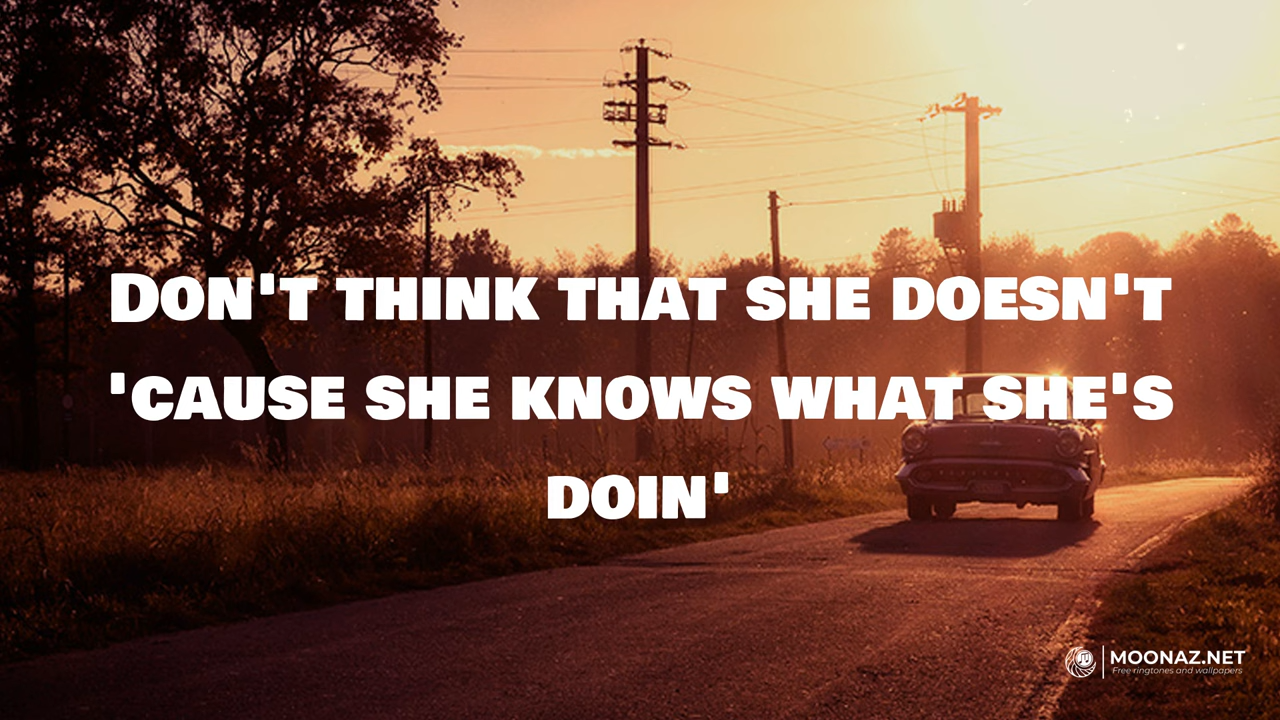 Don't think that she doesn't
'cause she knows what she's
doin'
MOONAZ.NET
Free ringtones and wallpapers